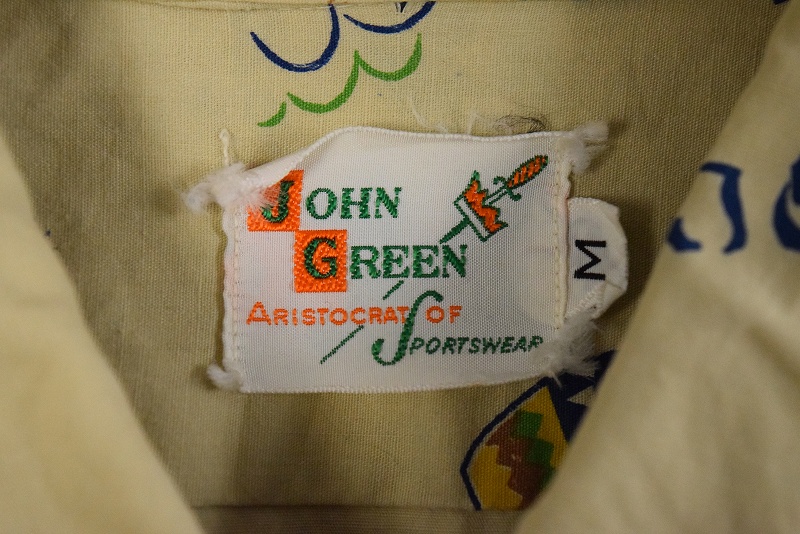 JOHN
GREEN
ARISTOCRAT OF
SPORTSWEAR
M